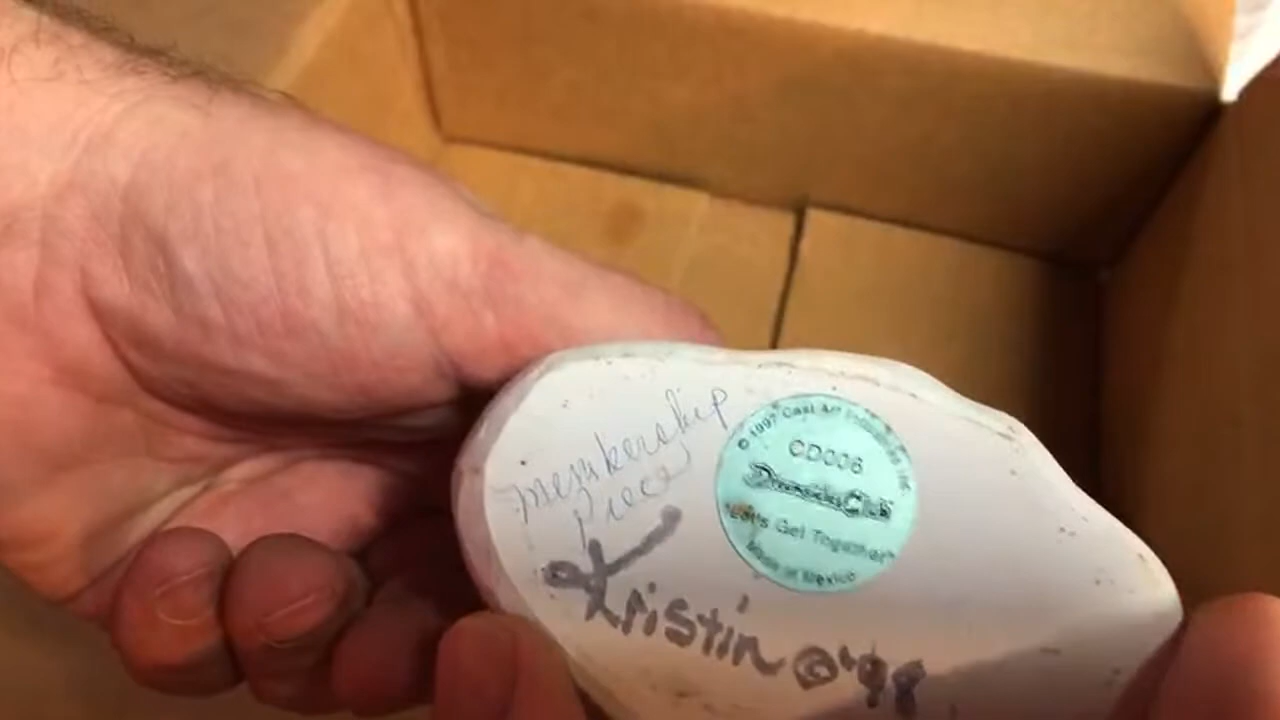 membership
piece
Kristin © '98
© 1997 Cast Art Industries Inc.
CD006
Dreamsicles Club
"Let's Get Together"
Made in Mexico